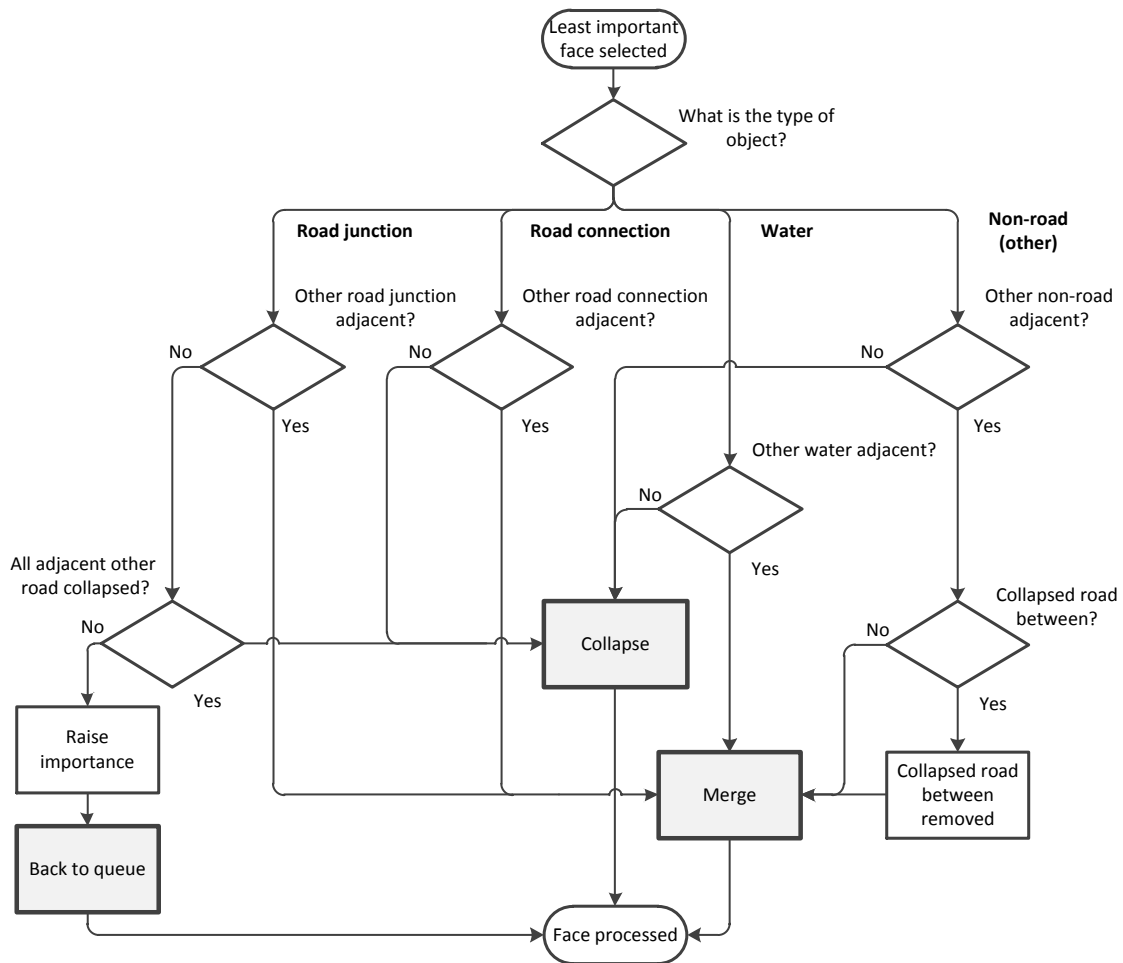 Least important
face selected
What is the type of
object?
Road junction
Road connection
Water
Non-road
(other)
Other road junction
adjacent?
Other road connection
adjacent?
Other non-road
adjacent?
No
No
No
Yes
Yes
Yes
Other water adjacent?
No
Yes
All adjacent other
road collapsed?
No
Yes
Collapse
Collapsed road
between?
No
Yes
Raise
importance
Merge
Collapsed road
between
removed
Back to queue
Face processed